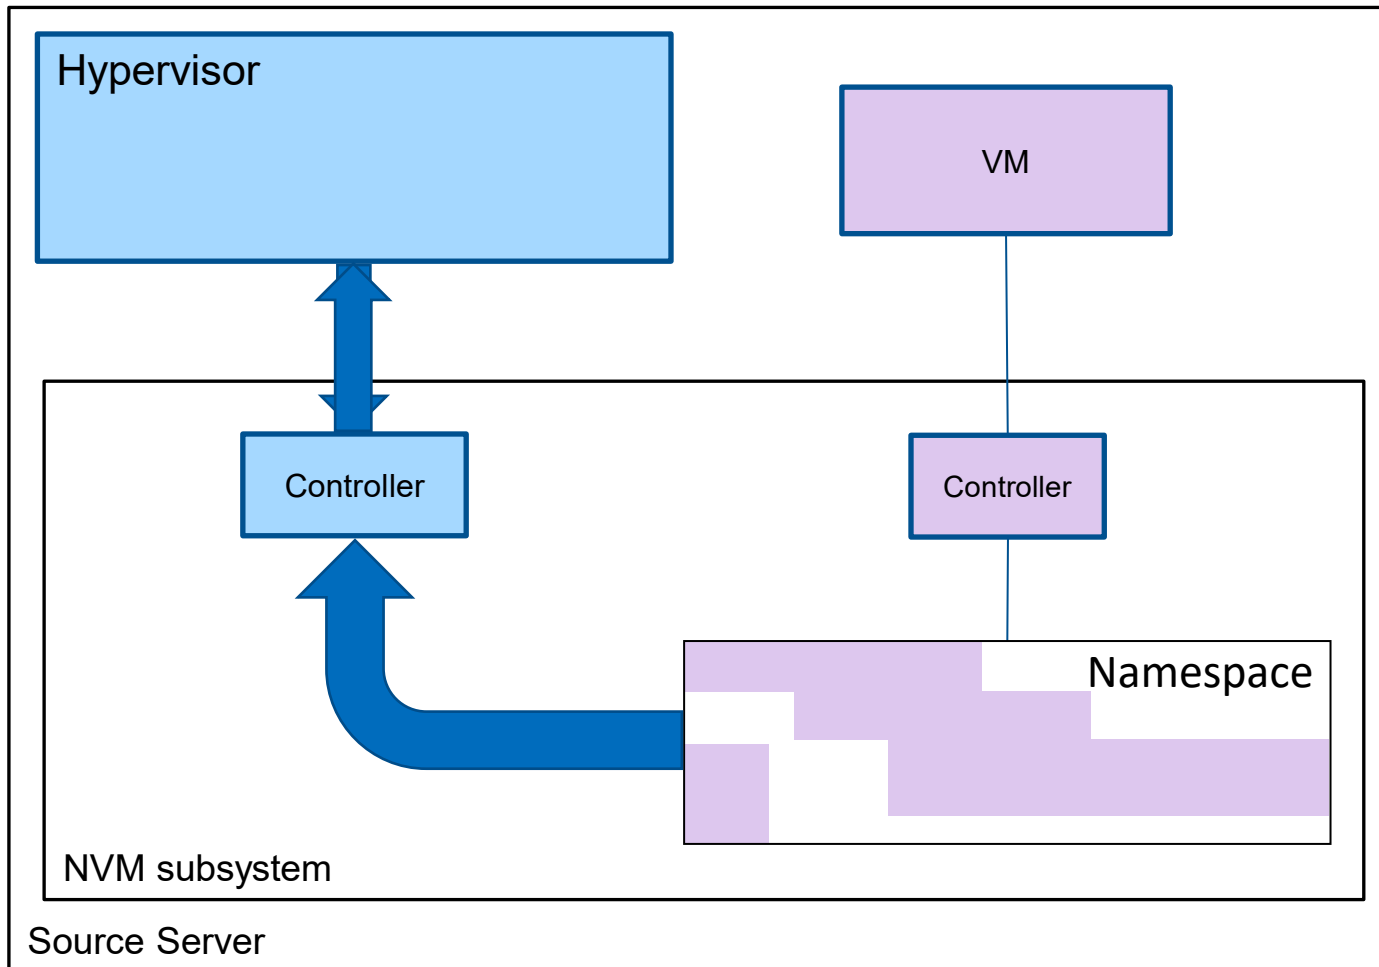 Hypervisor
VM
Controller
Controller
Namespace
NVM subsystem
Source Server